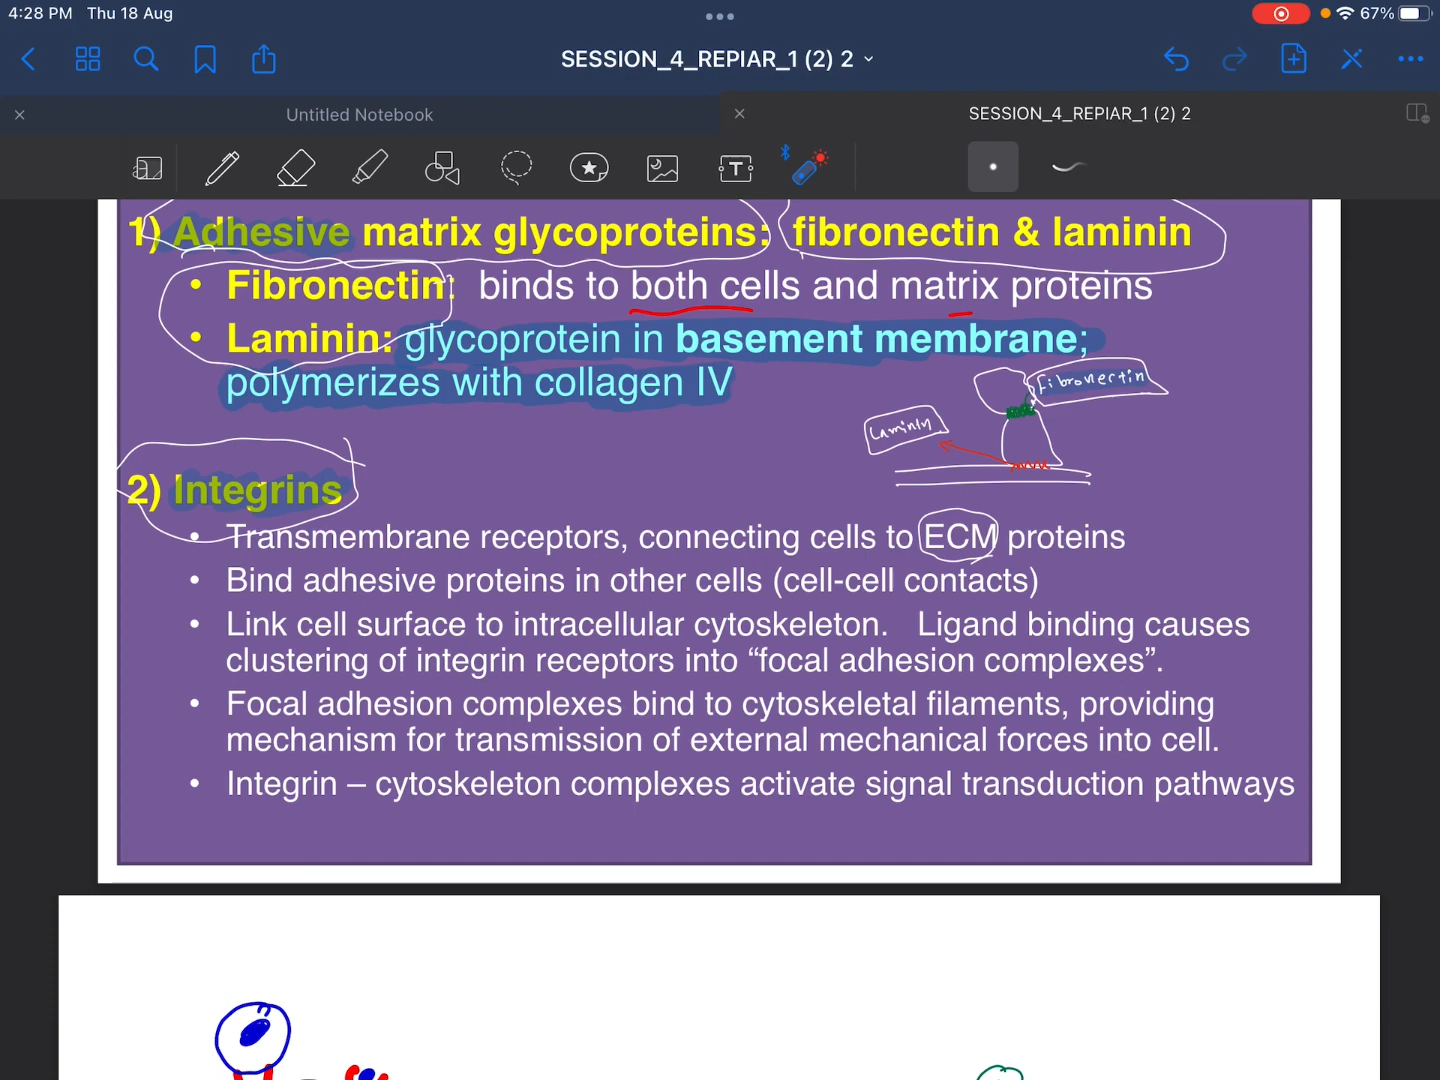 4:28 PM Thu 18 Aug
67%
SESSION_4_REPIAR_1 (2) 2
Untitled Notebook
SESSION_4_REPIAR_1 (2) 2
1) Adhesive matrix glycoproteins: fibronectin & laminin
• Fibronectin: binds to both cells and matrix proteins
• Laminin: glycoprotein in basement membrane;
polymerizes with collagen IV
Fibronectin
Laminin
2) Integrins
• Transmembrane receptors, connecting cells to ECM proteins
• Bind adhesive proteins in other cells (cell-cell contacts)
• Link cell surface to intracellular cytoskeleton. Ligand binding causes
clustering of integrin receptors into “focal adhesion complexes”.
• Focal adhesion complexes bind to cytoskeletal filaments, providing
mechanism for transmission of external mechanical forces into cell.
• Integrin – cytoskeleton complexes activate signal transduction pathways